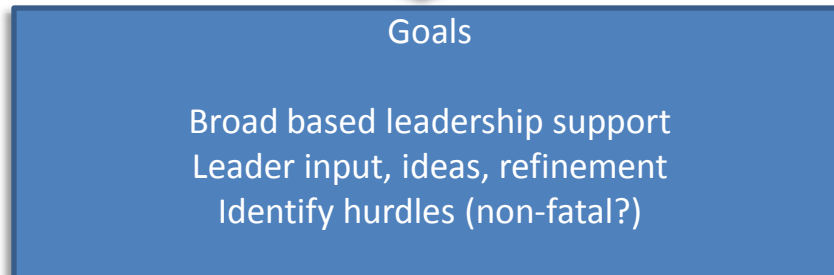 Goals
Broad based leadership support
Leader input, ideas, refinement
Identify hurdles (non-fatal?)